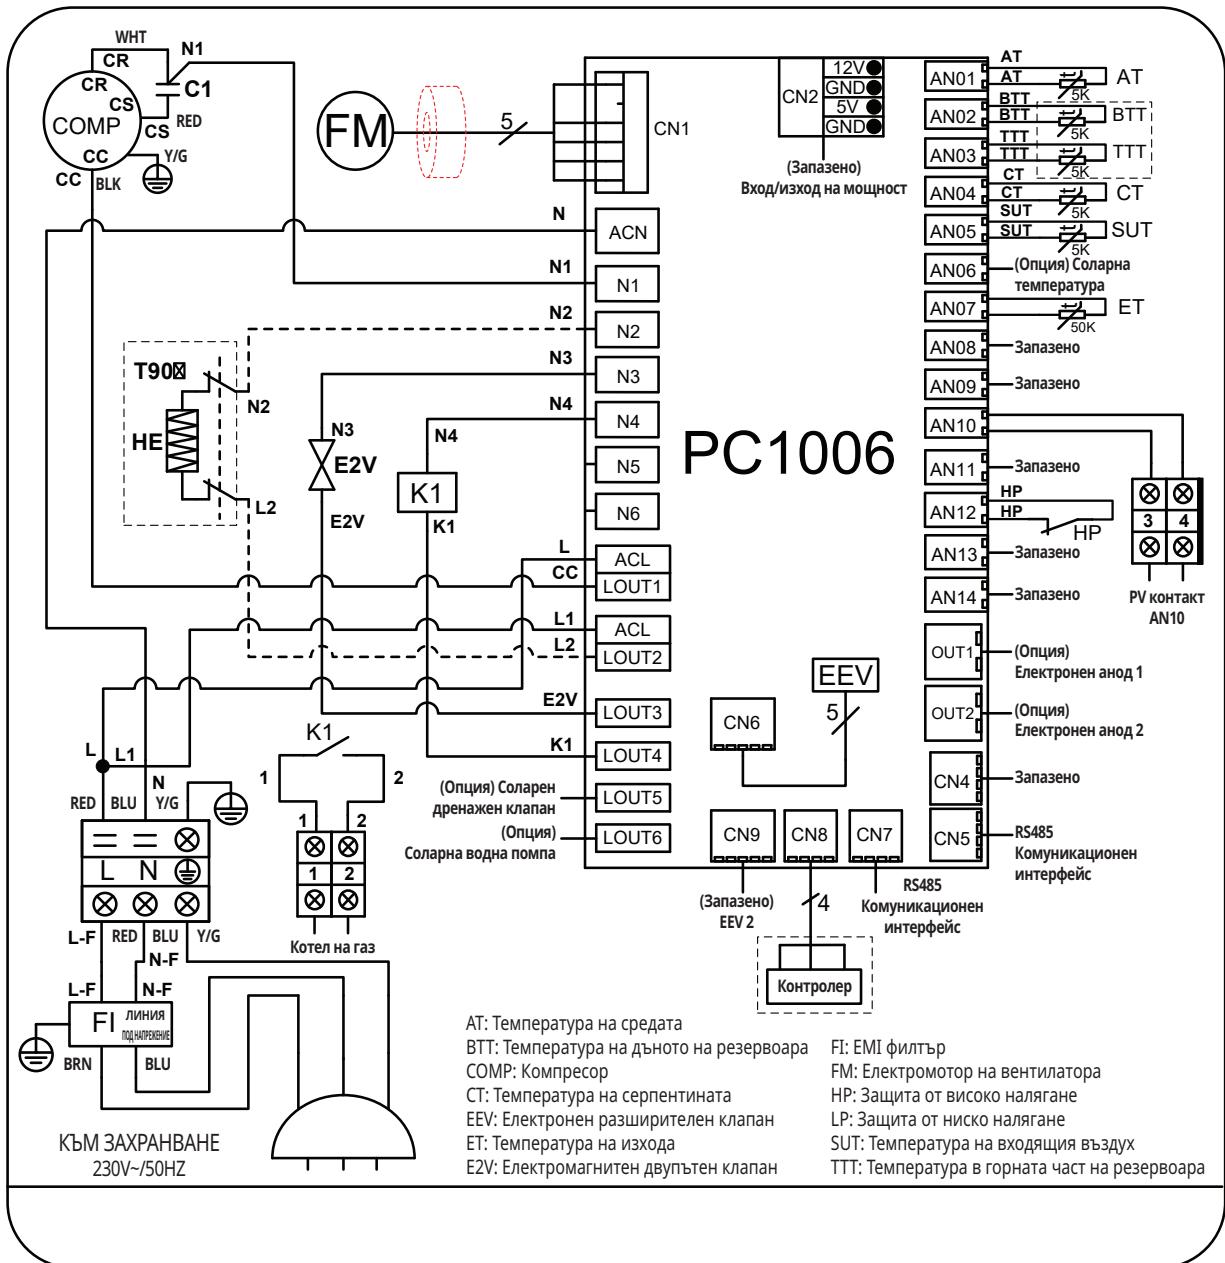 WHT
CR
CR
CS
COMP
CC
CC
CS
RED
Y/G
BLK
N1
C1
FM
5
CN1
CN2
12V
GND
5V
GND
(Запазено)
Вход/изход на мощност
PC1006
N
ACN
N1
N1
N2
N2
N3
N3
N4
N4
N5
N6
L
ACL
CC
LOUT1
L1
ACL
L2
LOUT2
E2V
LOUT3
K1
LOUT4
(Опция) Соларен
дренажен клапан
LOUT5
(Опция)
Соларна водна помпа
LOUT6
T90
HE
N2
L2
N3
E2V
E2V
N4
K1
K1
AN01
AT
AT
5K
AT
AN02
BTT
BTT
5K
BTT
AN03
TTT
TTT
5K
TTT
AN04
CT
CT
5K
CT
AN05
SUT
SUT
5K
SUT
AN06
(Опция) Соларна
температура
AN07
50K
ET
AN08
Запазено
AN09
Запазено
AN10
AN11
Запазено
AN12
HP
HP
HP
AN13
Запазено
AN14
Запазено
3
4
PV контакт
AN10
OUT1
(Опция)
Електронен анод 1
OUT2
(Опция)
Електронен анод 2
CN4
Запазено
CN5
RS485
Комуникационен
интерфейс
EEV
5
CN6
CN9
CN8
CN7
(Запазено)
EEV 2
4
RS485
Комуникационен
интерфейс
Контролер
L
L1
N
RED
BLU
Y/G
L
N
L-F
RED
BLU
Y/G
N-F
L-F
N-F
FI
ЛИНИЯ
ПОД НАПРЕЖЕНИЕ
BRN
BLU
K1
1
2
1
2
1
2
Котел на газ
КЪМ ЗАХРАНВАНЕ
230V~/50HZ
AT: Температура на средата
BTT: Температура на дъното на резервоара
COMP: Компресор
CT: Температура на серпентината
EEV: Електронен разширителен клапан
ET: Температура на изхода
E2V: Електромагнитен двупътен клапан
FI: EMI филтър
FM: Електромотор на вентилатора
HP: Защита от високо налягане
LP: Защита от ниско налягане
SUT: Температура на входящия въздух
TTT: Температура в горната част на резервоара